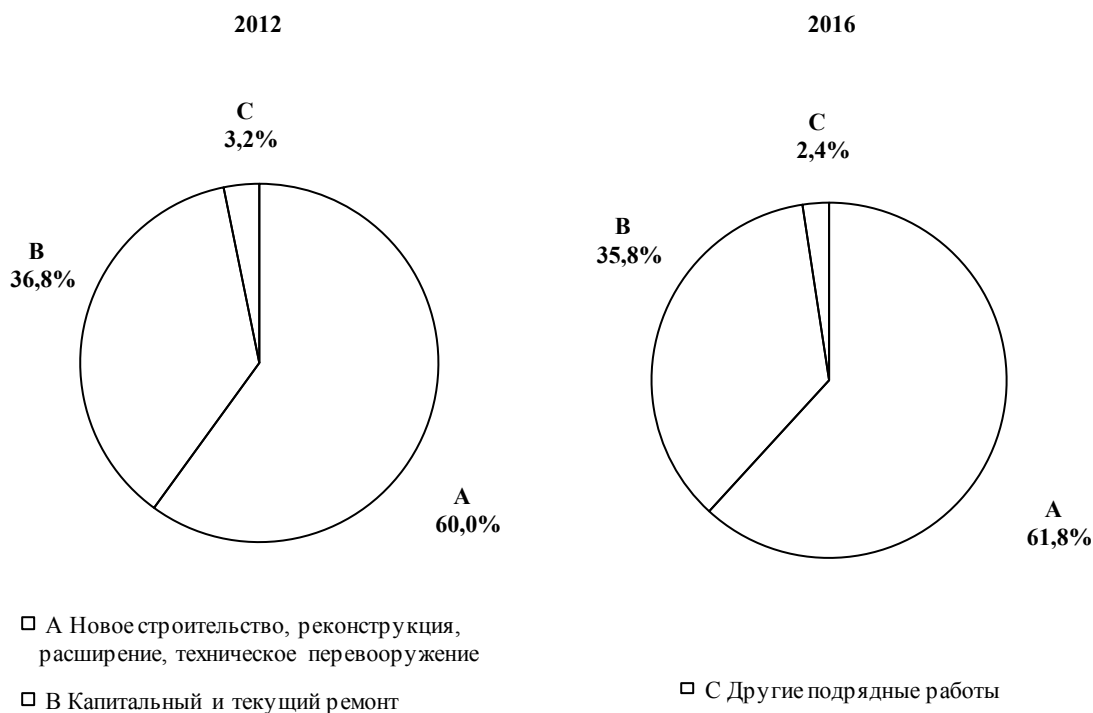 2012
2016
C
3,2%
B
36,8%
A
60,0%
C
2,4%
B
35,8%
A
61,8%
А Новое строительство, реконструкция,
расширение, техническое перевооружение
В Капитальный и текущий ремонт
С Другие подрядные работы